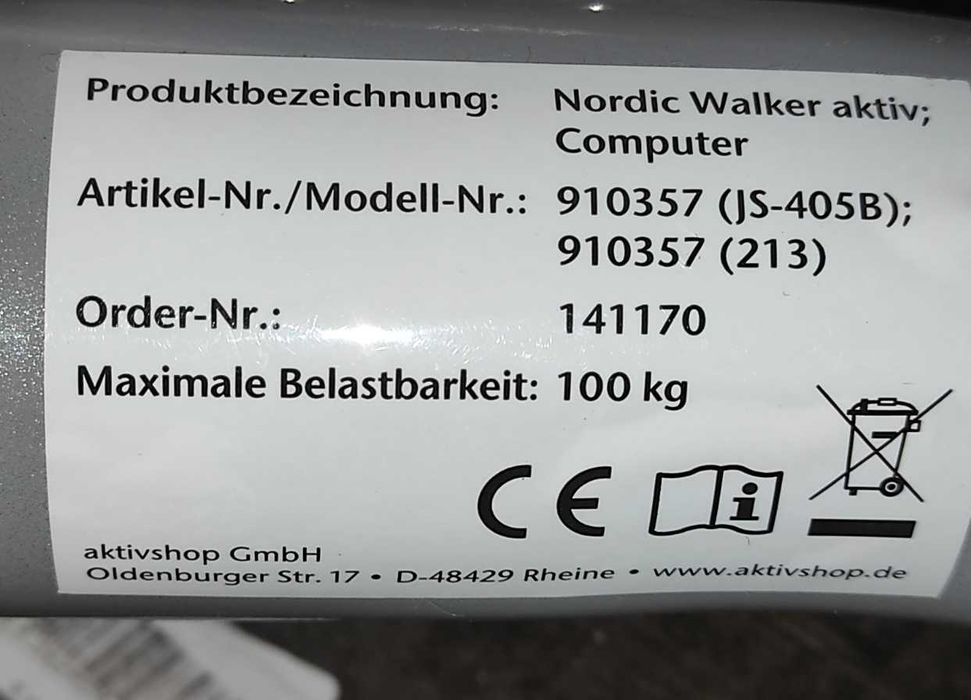 Produktbezeichnung: Nordic Walker aktiv;
Computer
Artikel-Nr./Modell-Nr.: 910357 (JS-405B);
910357 (213)
Order-Nr.: 141170
Maximale Belastbarkeit: 100 kg
CE
i
aktivshop GmbH
Oldenburger Str. 17 • D-48429 Rheine • www.aktivshop.de